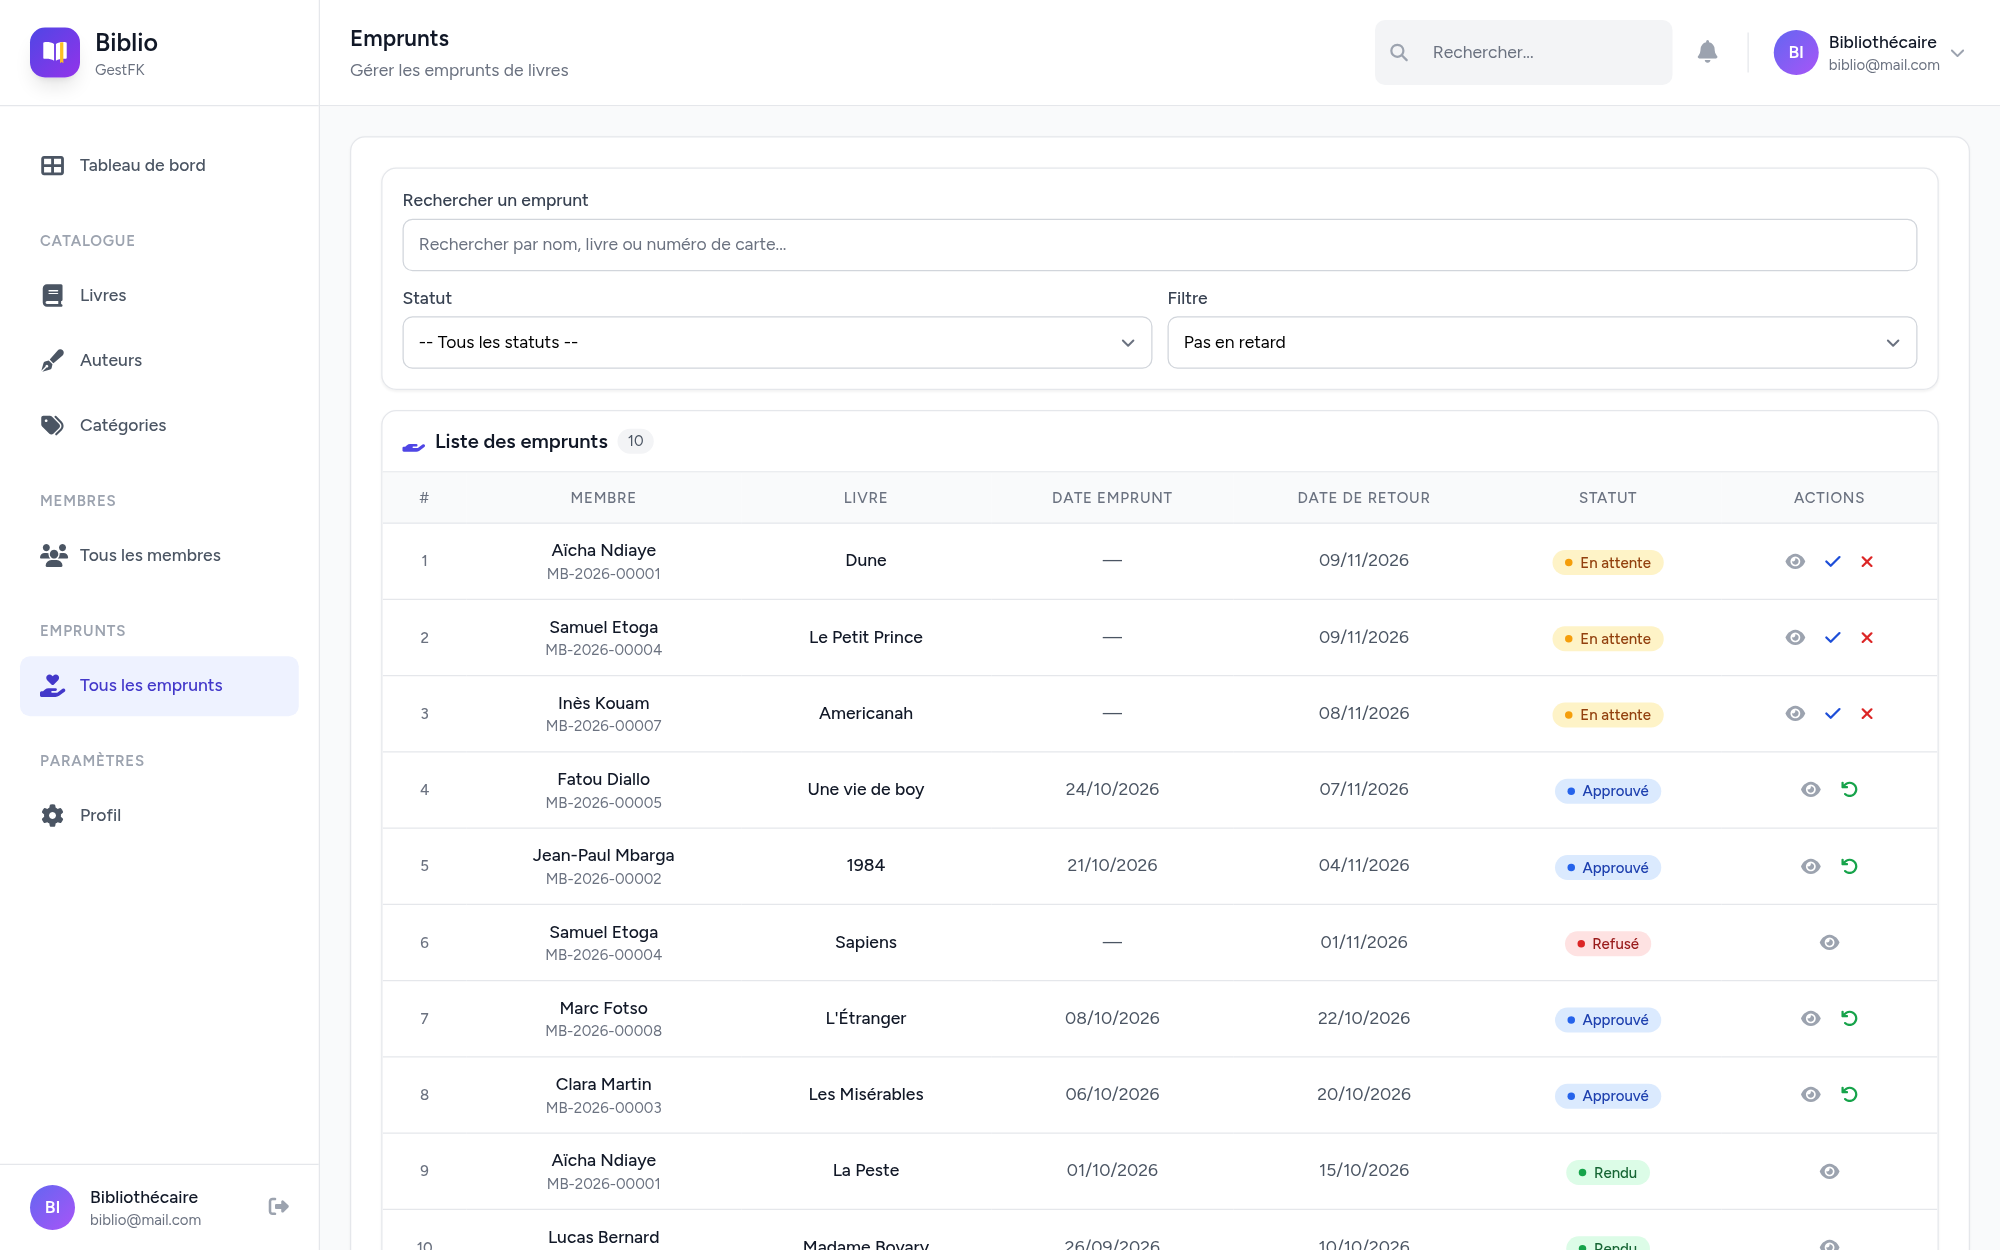 Biblio
GestFK
Tableau de bord
CATALOGUE
Livres
Auteurs
Catégories
MEMBRES
Tous les membres
EMPRUNTS
Tous les emprunts
PARAMÈTRES
Profil
BI
Bibliothécaire
biblio@mail.com
Emprunts
Gérer les emprunts de livres
Rechercher...
BI
Bibliothécaire
biblio@mail.com
Rechercher un emprunt
Rechercher par nom, livre ou numéro de carte...
Statut
Filtre
-- Tous les statuts --
Pas en retard
Liste des emprunts 10
# MEMBRE LIVRE DATE EMPRUNT DATE DE RETOUR STATUT ACTIONS
1 Aïcha Ndiaye Dune — 09/11/2026 En attente
MB-2026-00001
2 Samuel Etoga Le Petit Prince — 09/11/2026 En attente
MB-2026-00004
3 Inès Kouam Americanah — 08/11/2026 En attente
MB-2026-00007
4 Fatou Diallo Une vie de boy 24/10/2026 07/11/2026 Approuvé
MB-2026-00005
5 Jean-Paul Mbarga 1984 21/10/2026 04/11/2026 Approuvé
MB-2026-00002
6 Samuel Etoga Sapiens — 01/11/2026 Refusé
MB-2026-00004
7 Marc Fotso L'Étranger 08/10/2026 22/10/2026 Approuvé
MB-2026-00008
8 Clara Martin Les Misérables 06/10/2026 20/10/2026 Approuvé
MB-2026-00003
9 Aïcha Ndiaye La Peste 01/10/2026 15/10/2026 Rendu
MB-2026-00001
10 Lucas Bernard Madame Bovary 26/09/2026 10/10/2026 Rendu